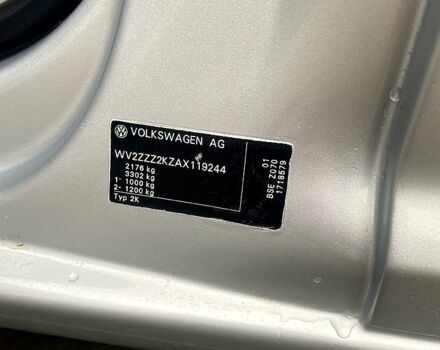 VOLKSWAGEN AG
WV2ZZZ2KZAX119244
2176 kg
3302 kg
1- 1000 kg
2- 1200 kg
Typ 2K
01
BSE Z070
1718579